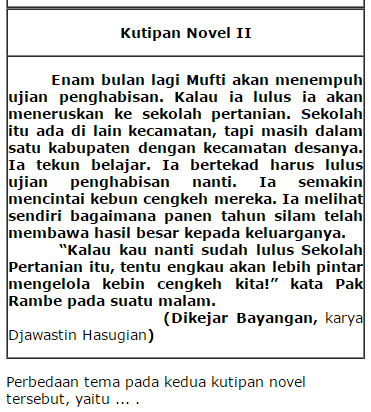 Kutipan Novel II
Enam bulan lagi Mufti akan menempuh
ujian penghabisan. Kalau ia lulus ia akan
meneruskan ke sekolah pertanian. Sekolah
itu ada di lain kecamatan, tapi masih dalam
satu kabupaten dengan kecamatan desanya.
Ia tekun belajar. Ia bertekad harus lulus
ujian penghabisan nanti. Ia semakin
mencintai kebun cengkeh mereka. Ia melihat
sendiri bagaimana panen tahun silam telah
membawa hasil besar kepada keluarganya.
“Kalau kau nanti sudah lulus Sekolah
Pertanian itu, tentu engkau akan lebih pintar
mengelola kebin cengkeh kita!” kata Pak
Rambe pada suatu malam.
(Dikejar Bayangan, karya
Djawastin Hasugian)
Perbedaan tema pada kedua kutipan novel
tersebut, yaitu ... .